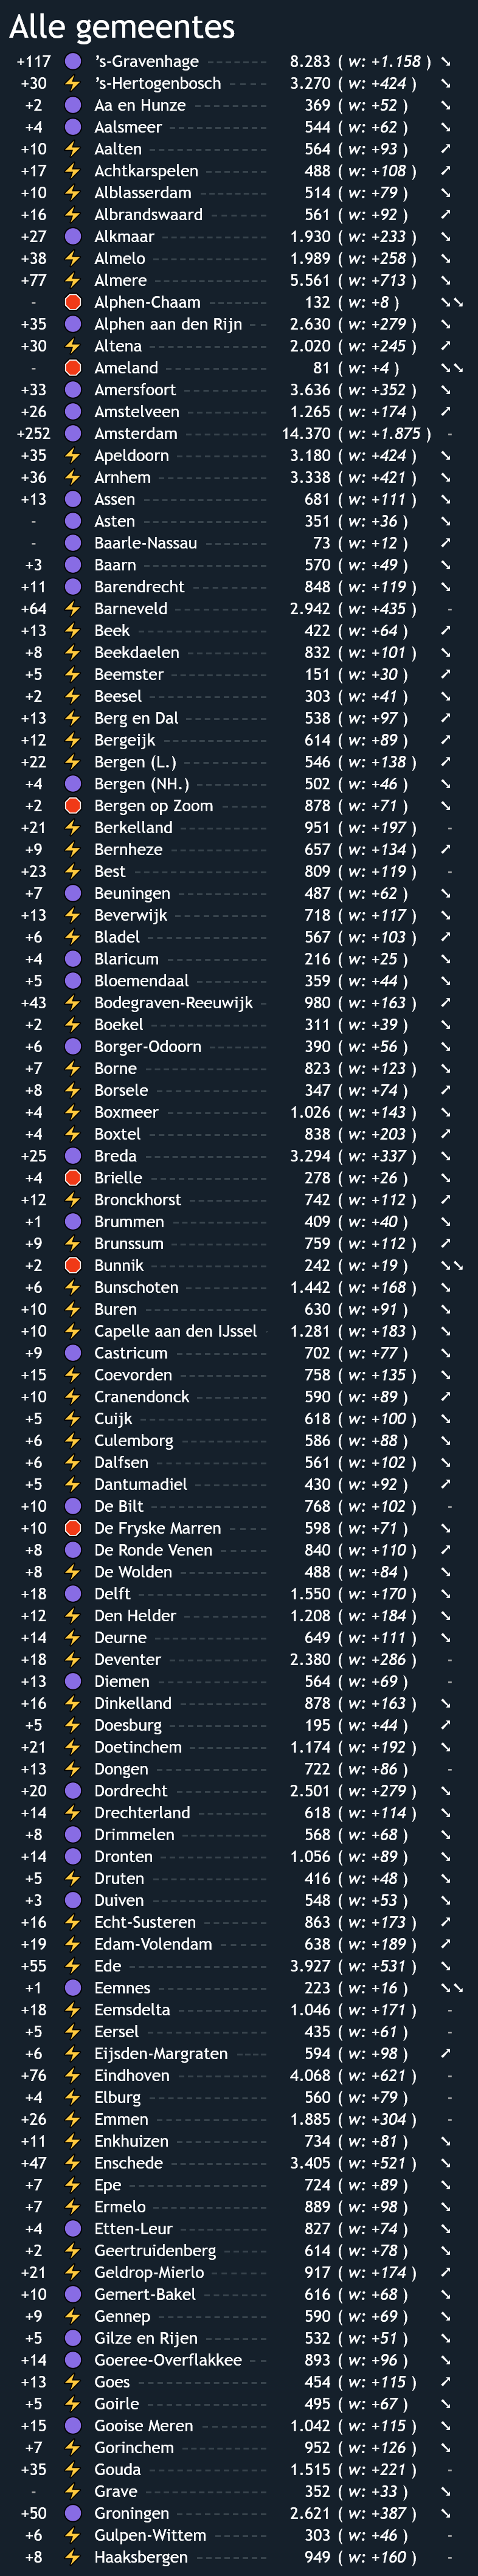 Alle gemeentes
+117 's-Gravenhage 8.283 ( w: +1.158 ) ↘
+30 's-Hertogenbosch 3.270 ( w: +424 ) ↘
+2 Aa en Hunze 369 ( w: +52 ) ↘
+4 Aalsmeer 544 ( w: +62 ) ↘
+10 Aalten 564 ( w: +93 ) ↗
+17 Achtkarspelen 488 ( w: +108 ) ↗
+10 Alblasserdam 514 ( w: +79 ) ↘
+16 Albrandswaard 561 ( w: +92 ) ↗
+27 Alkmaar 1.930 ( w: +233 ) ↘
+38 Almelo 1.989 ( w: +258 ) ↘
+77 Almere 5.561 ( w: +713 ) ↘
- Alphen-Chaam 132 ( w: +8 ) ↘↘
+35 Alphen aan den Rijn 2.630 ( w: +279 ) ↘
+30 Altena 2.020 ( w: +245 ) ↗
- Ameland 81 ( w: +4 ) ↘↘
+33 Amersfoort 3.636 ( w: +352 ) ↘
+26 Amstelveen 1.265 ( w: +174 ) ↗
+252 Amsterdam 14.370 ( w: +1.875 ) -
+35 Apeldoorn 3.180 ( w: +424 ) ↘
+36 Arnhem 3.338 ( w: +421 ) ↘
+13 Assen 681 ( w: +111 ) ↘
- Asten 351 ( w: +36 ) ↘
- Baarle-Nassau 73 ( w: +12 ) ↗
+3 Baarn 570 ( w: +49 ) ↘
+11 Barendrecht 848 ( w: +119 ) ↘
+64 Barneveld 2.942 ( w: +435 ) -
+13 Beek 422 ( w: +64 ) ↗
+8 Beekdaelen 832 ( w: +101 ) ↘
+5 Beemster 151 ( w: +30 ) ↗
+2 Beesel 303 ( w: +41 ) ↘
+13 Berg en Dal 538 ( w: +97 ) ↗
+12 Bergeijk 614 ( w: +89 ) ↗
+22 Bergen (L.) 546 ( w: +138 ) ↗
+4 Bergen (NH.) 502 ( w: +46 ) ↘
+2 Bergen op Zoom 878 ( w: +71 ) ↘
+21 Berkelland 951 ( w: +197 ) -
+9 Bernheze 657 ( w: +134 ) ↗
+23 Best 809 ( w: +119 ) -
+7 Beuningen 487 ( w: +62 ) ↘
+13 Beverwijk 718 ( w: +117 ) ↘
+6 Bladel 567 ( w: +103 ) ↗
+4 Blaricum 216 ( w: +25 ) ↘
+5 Bloemendaal 359 ( w: +44 ) ↘
+43 Bodegraven-Reeuwijk 980 ( w: +163 ) ↗
+2 Boekel 311 ( w: +39 ) ↘
+6 Borger-Odoorn 390 ( w: +56 ) ↘
+7 Borne 823 ( w: +123 ) ↘
+8 Borsele 347 ( w: +74 ) ↗
+4 Boxmeer 1.026 ( w: +143 ) ↘
+4 Boxtel 838 ( w: +203 ) ↗
+25 Breda 3.294 ( w: +337 ) ↘
+4 Brielle 278 ( w: +26 ) ↘
+12 Bronckhorst 742 ( w: +112 ) ↗
+1 Brummen 409 ( w: +40 ) ↘
+9 Brunssum 759 ( w: +112 ) ↗
+2 Bunnik 242 ( w: +19 ) ↘↘
+6 Bunschoten 1.442 ( w: +168 ) ↘
+10 Buren 630 ( w: +91 ) ↘
+10 Capelle aan den IJssel 1.281 ( w: +183 ) ↘
+9 Castricum 702 ( w: +77 ) ↘
+15 Coevorden 758 ( w: +135 ) ↘
+10 Cranendonck 590 ( w: +89 ) ↗
+5 Cuijk 618 ( w: +100 ) ↘
+6 Culemborg 586 ( w: +88 ) ↘
+6 Dalfsen 561 ( w: +102 ) ↘
+5 Dantumadiel 430 ( w: +92 ) ↗
+10 De Bilt 768 ( w: +102 ) -
+10 De Fryske Marren 598 ( w: +71 ) ↘
+8 De Ronde Venen 840 ( w: +110 ) ↗
+8 De Wolden 488 ( w: +84 ) ↘
+18 Delft 1.550 ( w: +170 ) ↘
+12 Den Helder 1.208 ( w: +184 ) ↘
+14 Deurne 649 ( w: +111 ) ↘
+18 Deventer 2.380 ( w: +286 ) -
+13 Diemen 564 ( w: +69 ) -
+16 Dinkelland 878 ( w: +163 ) ↘
+5 Doesburg 195 ( w: +44 ) ↗
+21 Doetinchem 1.174 ( w: +192 ) ↘
+13 Dongen 722 ( w: +86 ) -
+20 Dordrecht 2.501 ( w: +279 ) ↘
+14 Drechterland 618 ( w: +114 ) ↘
+8 Drimmelen 568 ( w: +68 ) ↘
+14 Dronten 1.056 ( w: +89 ) ↘
+5 Druten 416 ( w: +48 ) ↘
+3 Duiven 548 ( w: +53 ) ↘
+16 Echt-Susteren 863 ( w: +173 ) ↗
+19 Edam-Volendam 638 ( w: +189 ) ↗
+55 Ede 3.927 ( w: +531 ) ↘
+1 Eemnes 223 ( w: +16 ) ↘↘
+18 Eemsdelta 1.046 ( w: +171 ) -
+5 Eersel 435 ( w: +61 ) -
+6 Eijsden-Margraten 594 ( w: +98 ) ↗
+76 Eindhoven 4.068 ( w: +621 ) -
+4 Elburg 560 ( w: +79 ) -
+26 Emmen 1.885 ( w: +304 ) -
+11 Enkhuizen 734 ( w: +81 ) ↘
+47 Enschede 3.405 ( w: +521 ) ↘
+7 Epe 724 ( w: +89 ) ↘
+7 Ermelo 889 ( w: +98 ) ↘
+4 Etten-Leur 827 ( w: +74 ) ↘
+2 Geertruidenberg 614 ( w: +78 ) ↘
+21 Geldrop-Mierlo 917 ( w: +174 ) ↗
+10 Gemert-Bakel 616 ( w: +68 ) ↘
+9 Gennep 590 ( w: +69 ) ↘
+5 Gilze en Rijen 532 ( w: +51 ) ↘
+14 Goeree-Overflakkee 893 ( w: +96 ) ↘
+13 Goes 454 ( w: +115 ) ↗
+5 Goirle 495 ( w: +67 ) ↘
+15 Gooise Meren 1.042 ( w: +115 ) ↘
+7 Gorinchem 952 ( w: +126 ) ↘
+35 Gouda 1.515 ( w: +221 ) -
- Grave 352 ( w: +33 ) ↘
+50 Groningen 2.621 ( w: +387 ) ↘
+6 Gulpen-Wittem 303 ( w: +46 ) -
+8 Haaksbergen 949 ( w: +160 ) -